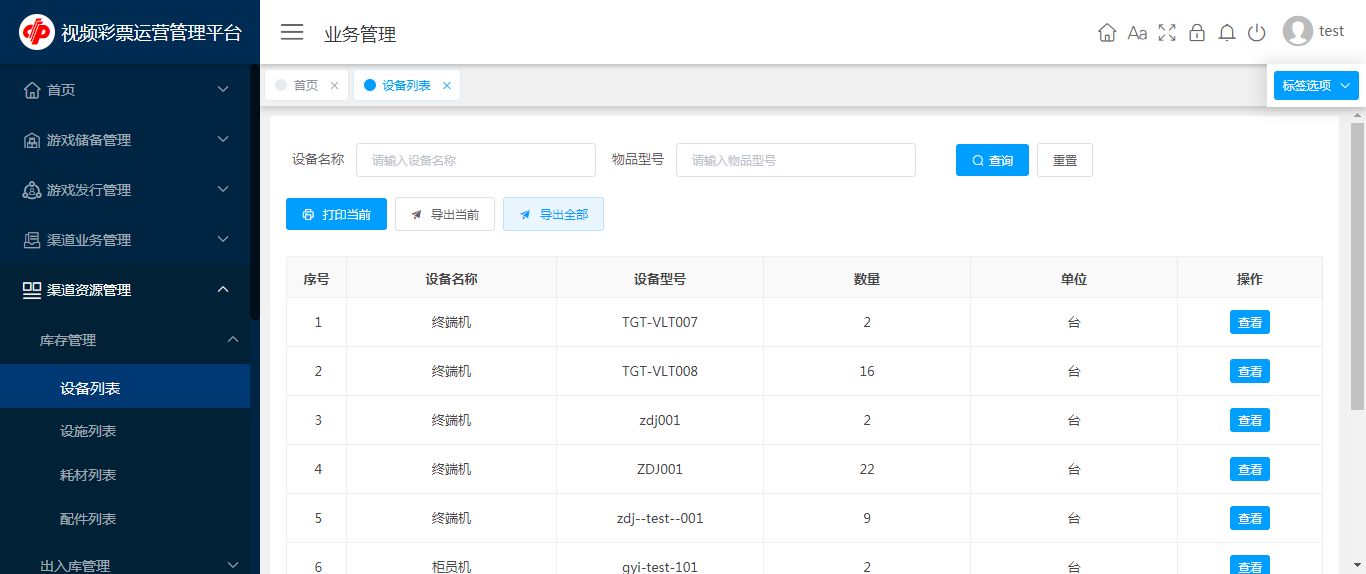 视频彩票运营管理平台
业务管理
Aa
test
首页
游戏储备管理
游戏发行管理
渠道业务管理
渠道资源管理
库存管理
设备列表
设施列表
耗材列表
配件列表
出入库管理
首页 × 设备列表 ×
标签选项
设备名称 请输入设备名称 物品型号 请输入物品型号 查询 重置
打印当前 导出当前 导出全部
序号 设备名称 设备型号 数量 单位 操作
1 终端机 TGT-VLT007 2 台 查看
2 终端机 TGT-VLT008 16 台 查看
3 终端机 zdj001 2 台 查看
4 终端机 ZDJ001 22 台 查看
5 终端机 zdj--test--001 9 台 查看
6 柜员机 gyj-test-101 2 台 查看